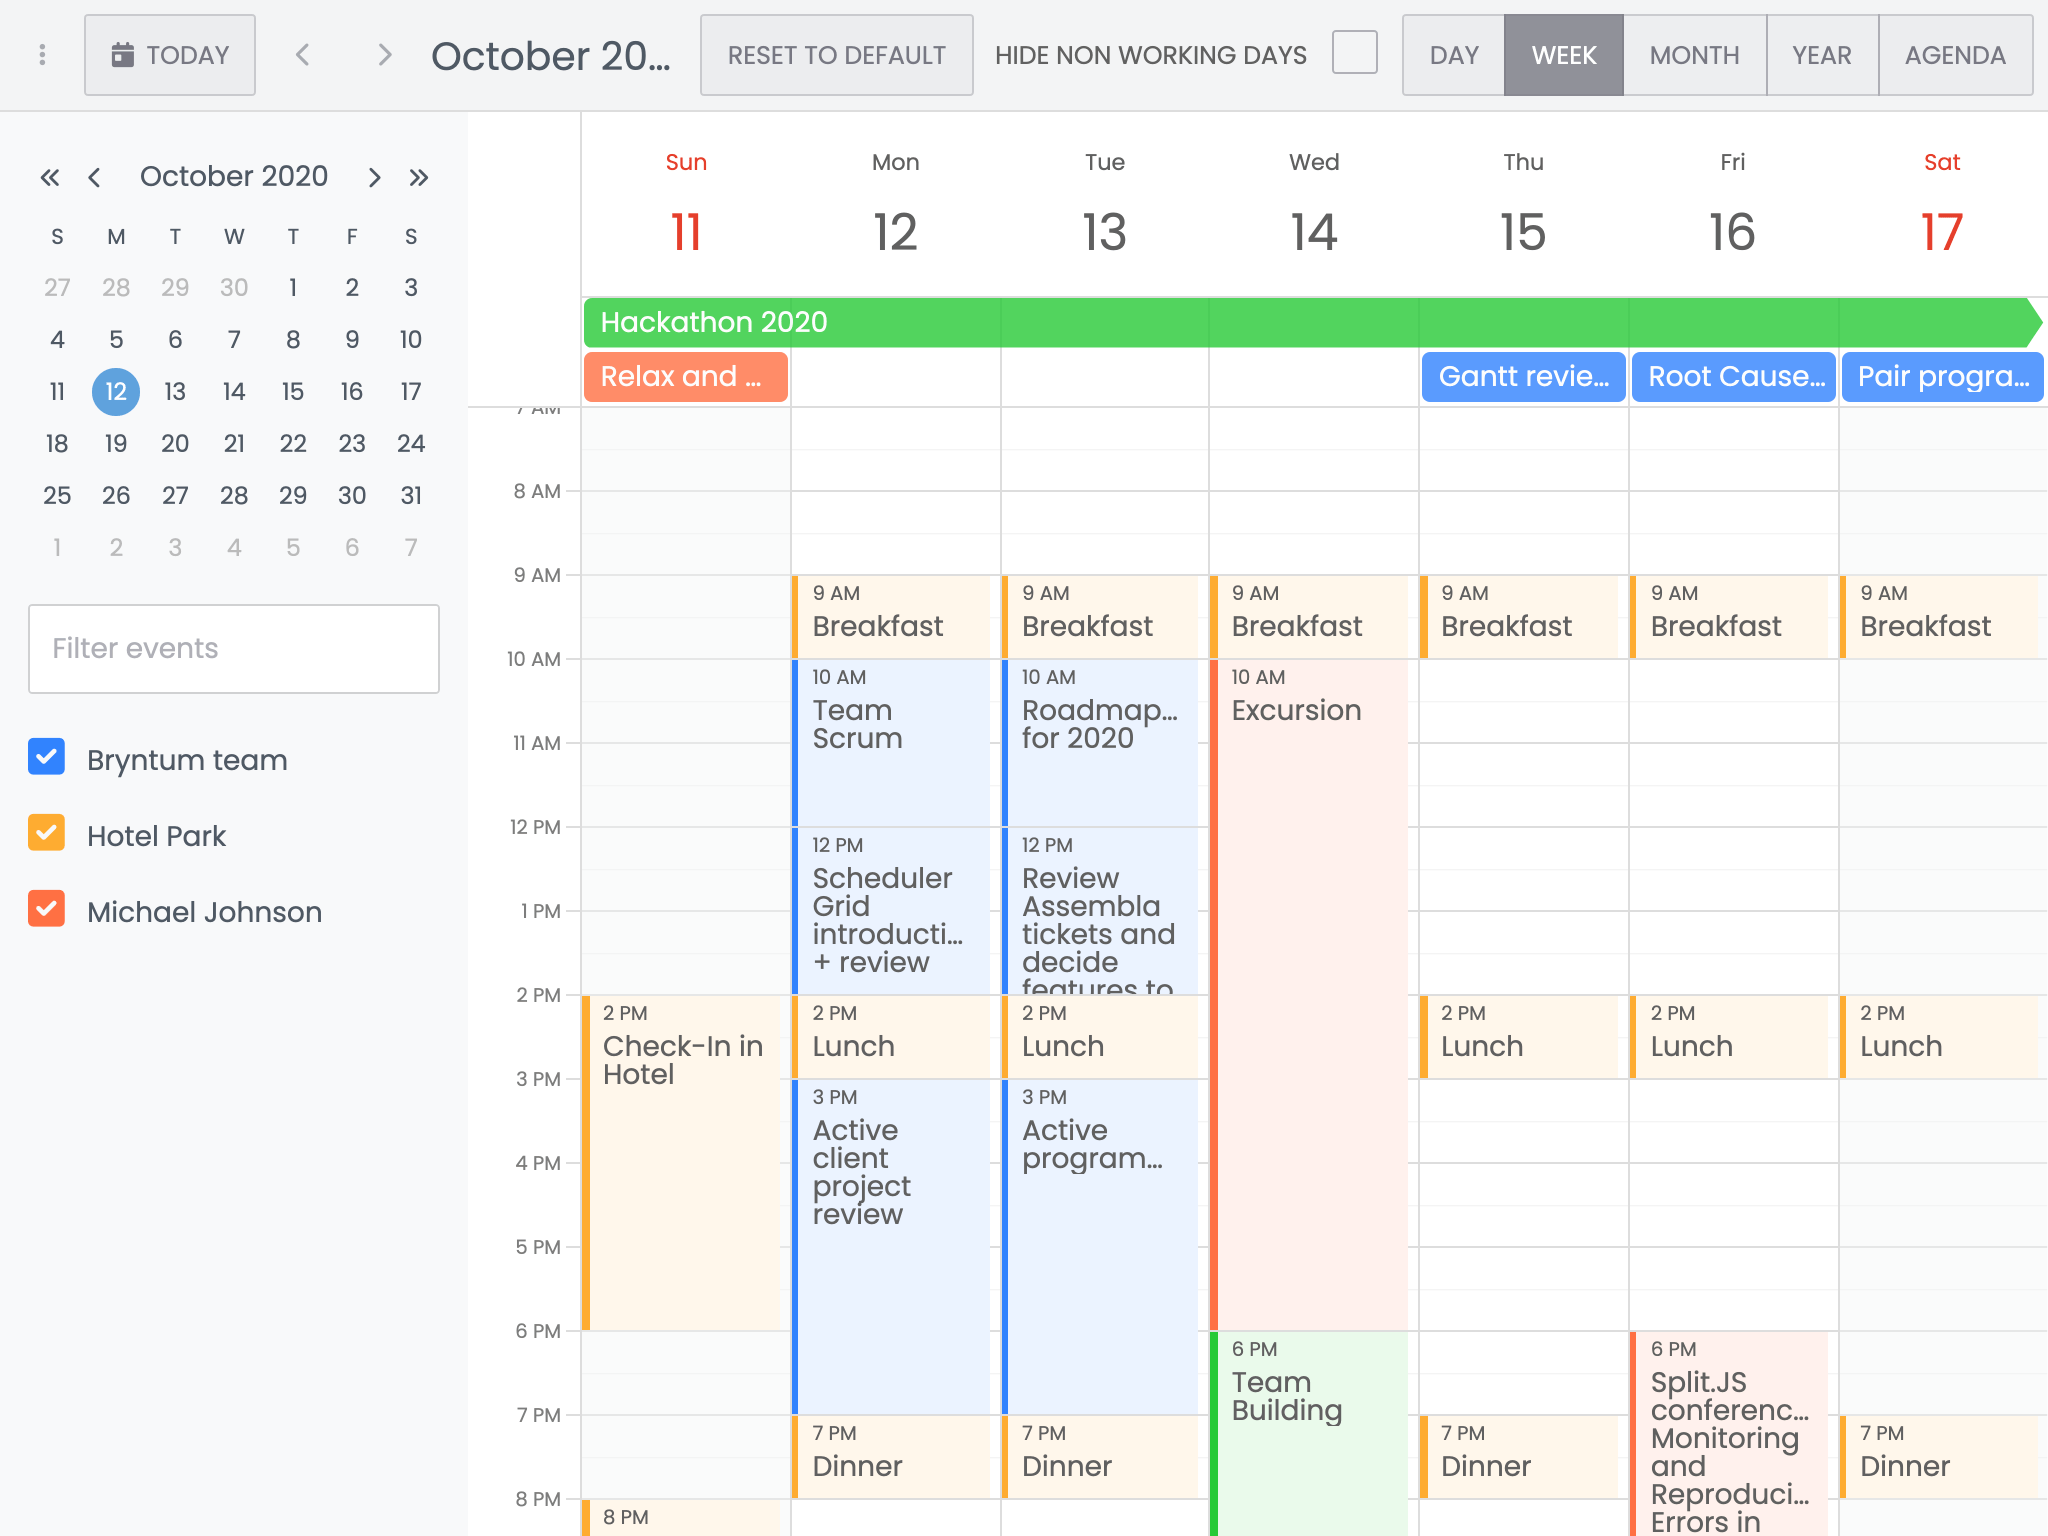 TODAY
October 20...
RESET TO DEFAULT
HIDE NON WORKING DAYS
DAY
WEEK
MONTH
YEAR
AGENDA
October 2020
S M T W T F S
27 28 29 30 1 2 3
4 5 6 7 8 9 10
11 12 13 14 15 16 17
18 19 20 21 22 23 24
25 26 27 28 29 30 31
1 2 3 4 5 6 7
Filter events
Bryntum team
Hotel Park
Michael Johnson
Sun Mon Tue Wed Thu Fri Sat
11 12 13 14 15 16 17
Hackathon 2020
Relax and ...
Gantt revie...
Root Cause...
Pair progra...
7 AM
8 AM
9 AM
10 AM
11 AM
12 PM
1 PM
2 PM
3 PM
4 PM
5 PM
6 PM
7 PM
8 PM
2 PM
Check-In in
Hotel
8 PM
9 AM
Breakfast
10 AM
Team
Scrum
12 PM
Scheduler
Grid
introducti...
+ review
2 PM
Lunch
3 PM
Active
client
project
review
7 PM
Dinner
9 AM
Breakfast
10 AM
Roadmap...
for 2020
12 PM
Review
Assembla
tickets and
decide
features to
2 PM
Lunch
3 PM
Active
program...
7 PM
Dinner
9 AM
Breakfast
10 AM
Excursion
6 PM
Team
Building
9 AM
Breakfast
2 PM
Lunch
7 PM
Dinner
9 AM
Breakfast
2 PM
Lunch
6 PM
Split.JS
conferenc...
Monitoring
and
Reproduci...
Errors in
9 AM
Breakfast
2 PM
Lunch
7 PM
Dinner